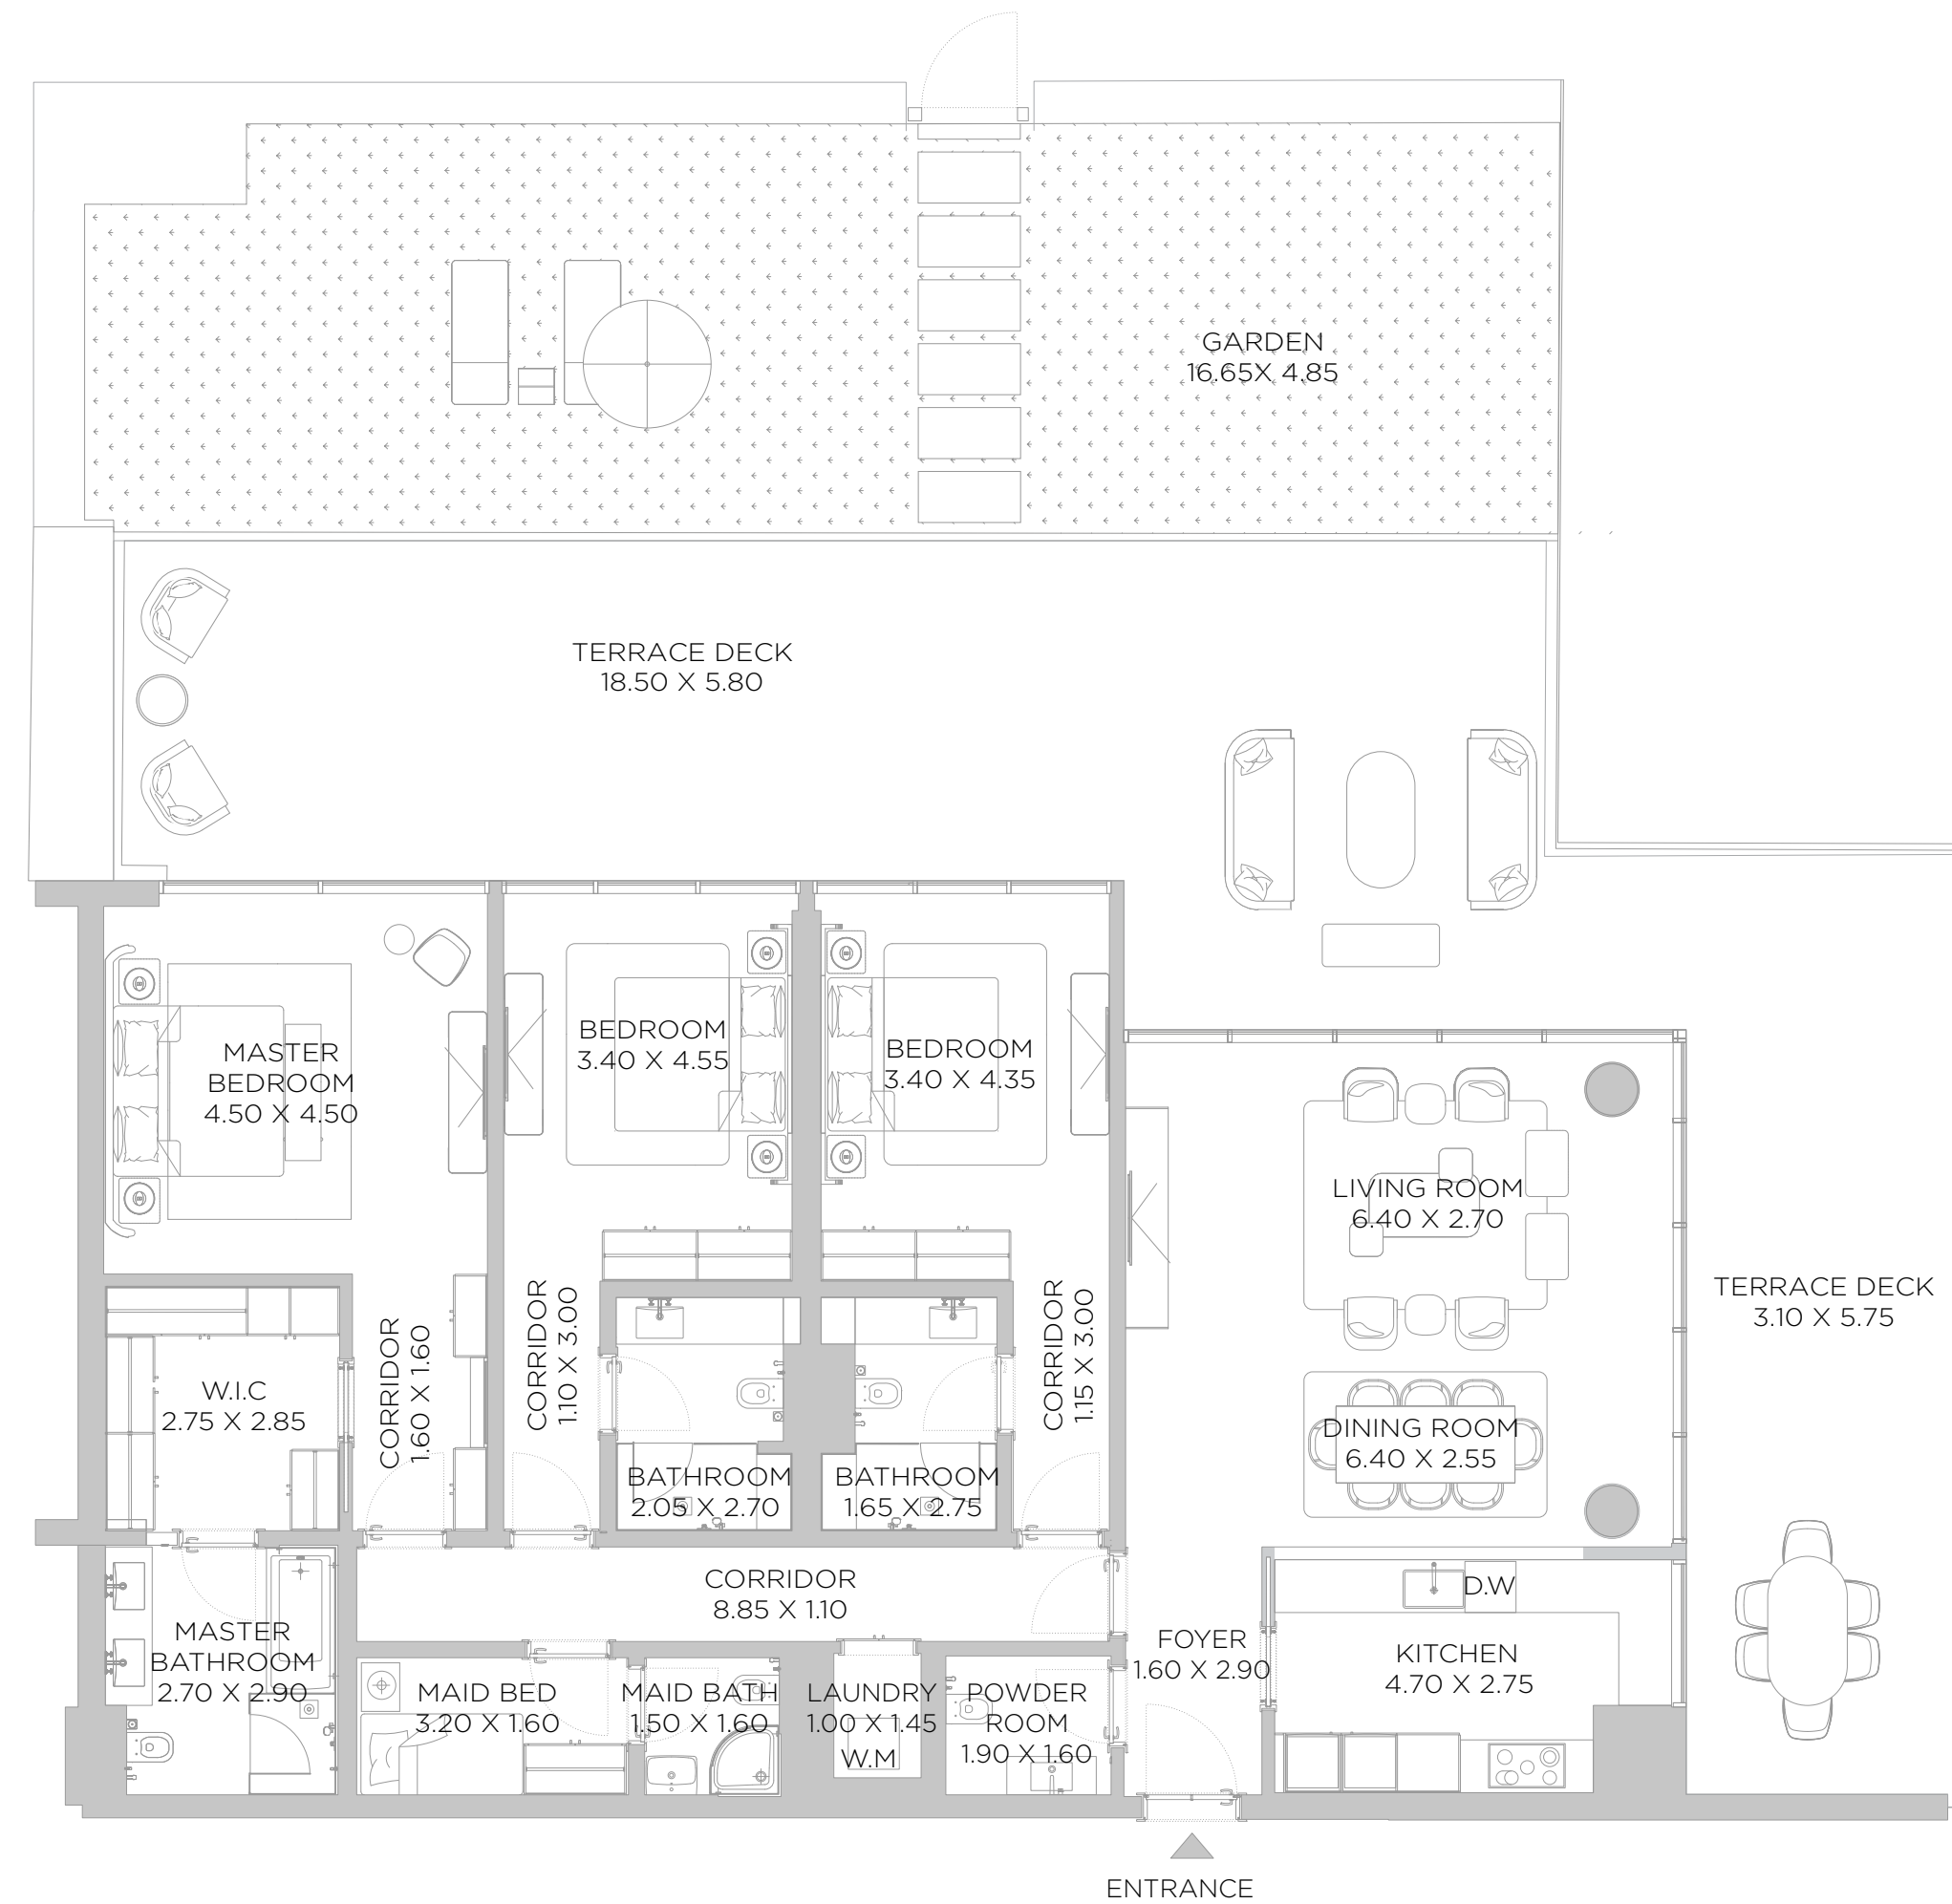 GARDEN
16.65X 4.85
TERRACE DECK
18.50 X 5.80
MASTER
BEDROOM
4.50 X 4.50
BEDROOM
3.40 X 4.55
BEDROOM
3.40 X 4.35
LIVING ROOM
6.40 X 2.70
TERRACE DECK
3.10 X 5.75
W.I.C
2.75 X 2.85
CORRIDOR
1.60 X 1.60
CORRIDOR
1.10 X 3.00
CORRIDOR
1.15 X 3.00
DINING ROOM
6.40 X 2.55
BATHROOM
2.05 X 2.70
BATHROOM
1.65 X 2.75
CORRIDOR
8.85 X 1.10
D.W
MASTER
BATHROOM
2.70 X 2.90
FOYER
1.60 X 2.90
KITCHEN
4.70 X 2.75
MAID BED
3.20 X 1.60
MAID BATH
1.50 X 1.60
LAUNDRY
1.00 X 1.45
W.M
POWDER
ROOM
1.90 X 1.60
ENTRANCE